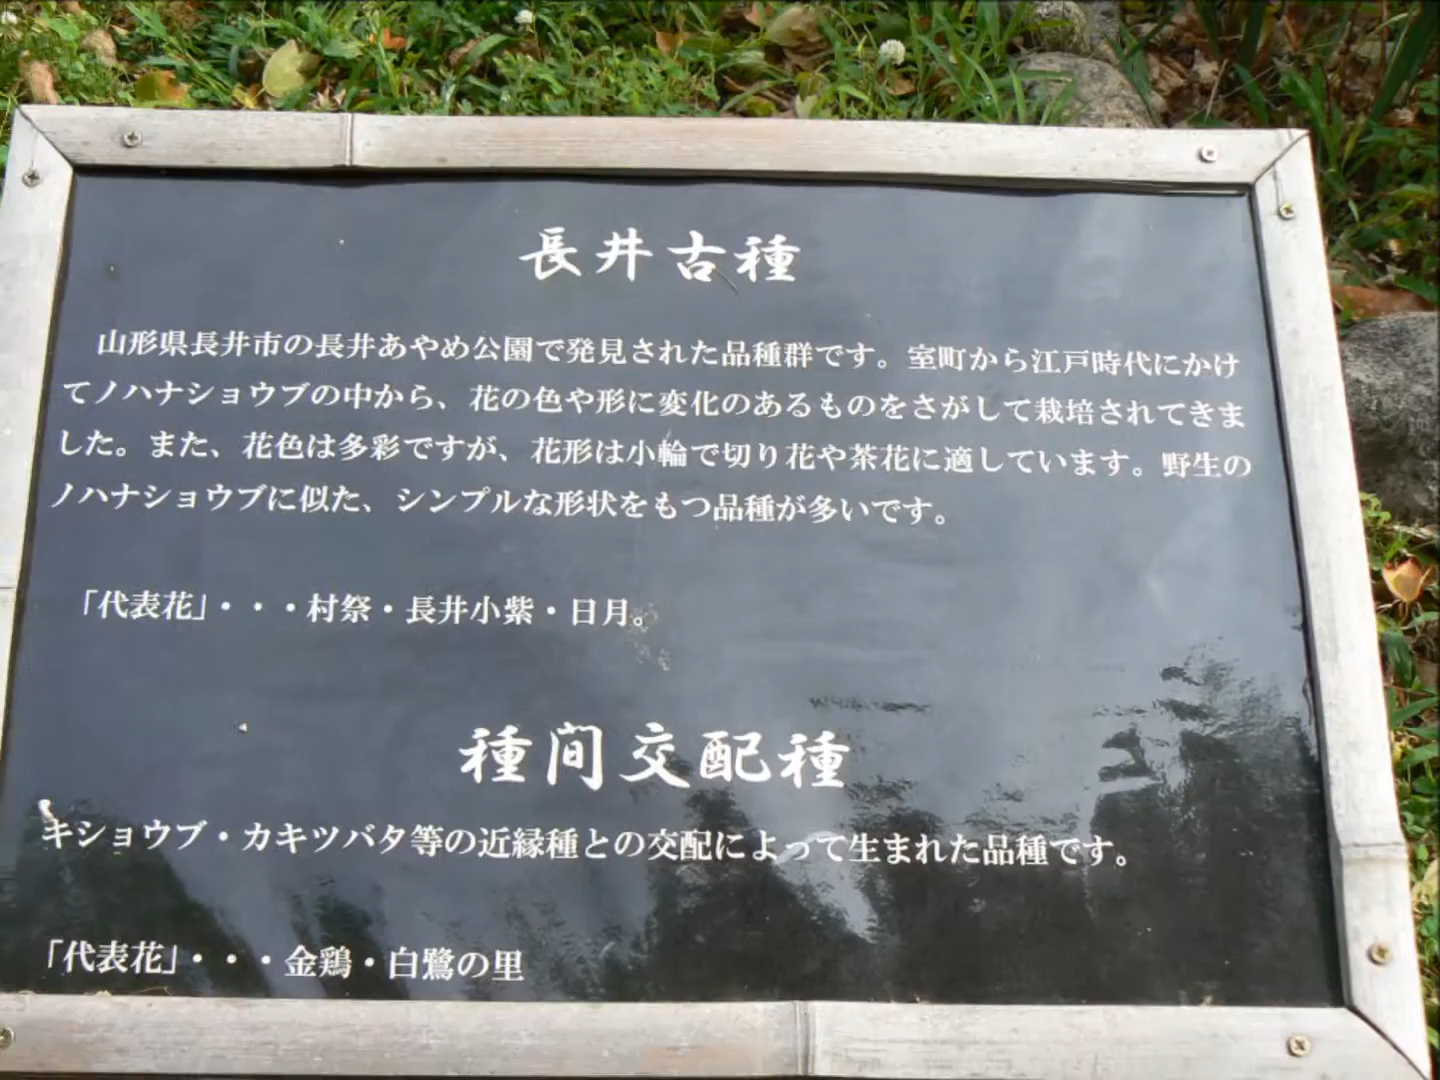 長井古種
山形県長井市の長井あやめ公園で発見された品種群です。室町から江戸時代にかけ
てノハナショウブの中から、花の色や形に変化のあるものをさがして栽培されてきま
した。また、花色は多彩ですが、花形は小輪で切り花や茶花に適しています。野生の
ノハナショウブに似た、シンプルな形状をもつ品種が多いです。
「代表花」・・・村祭・長井小紫・日月。
種間交配種
キショウブ・カキツバタ等の近縁種との交配によって生まれた品種です。
「代表花」・・・金鶏・白鷺の里